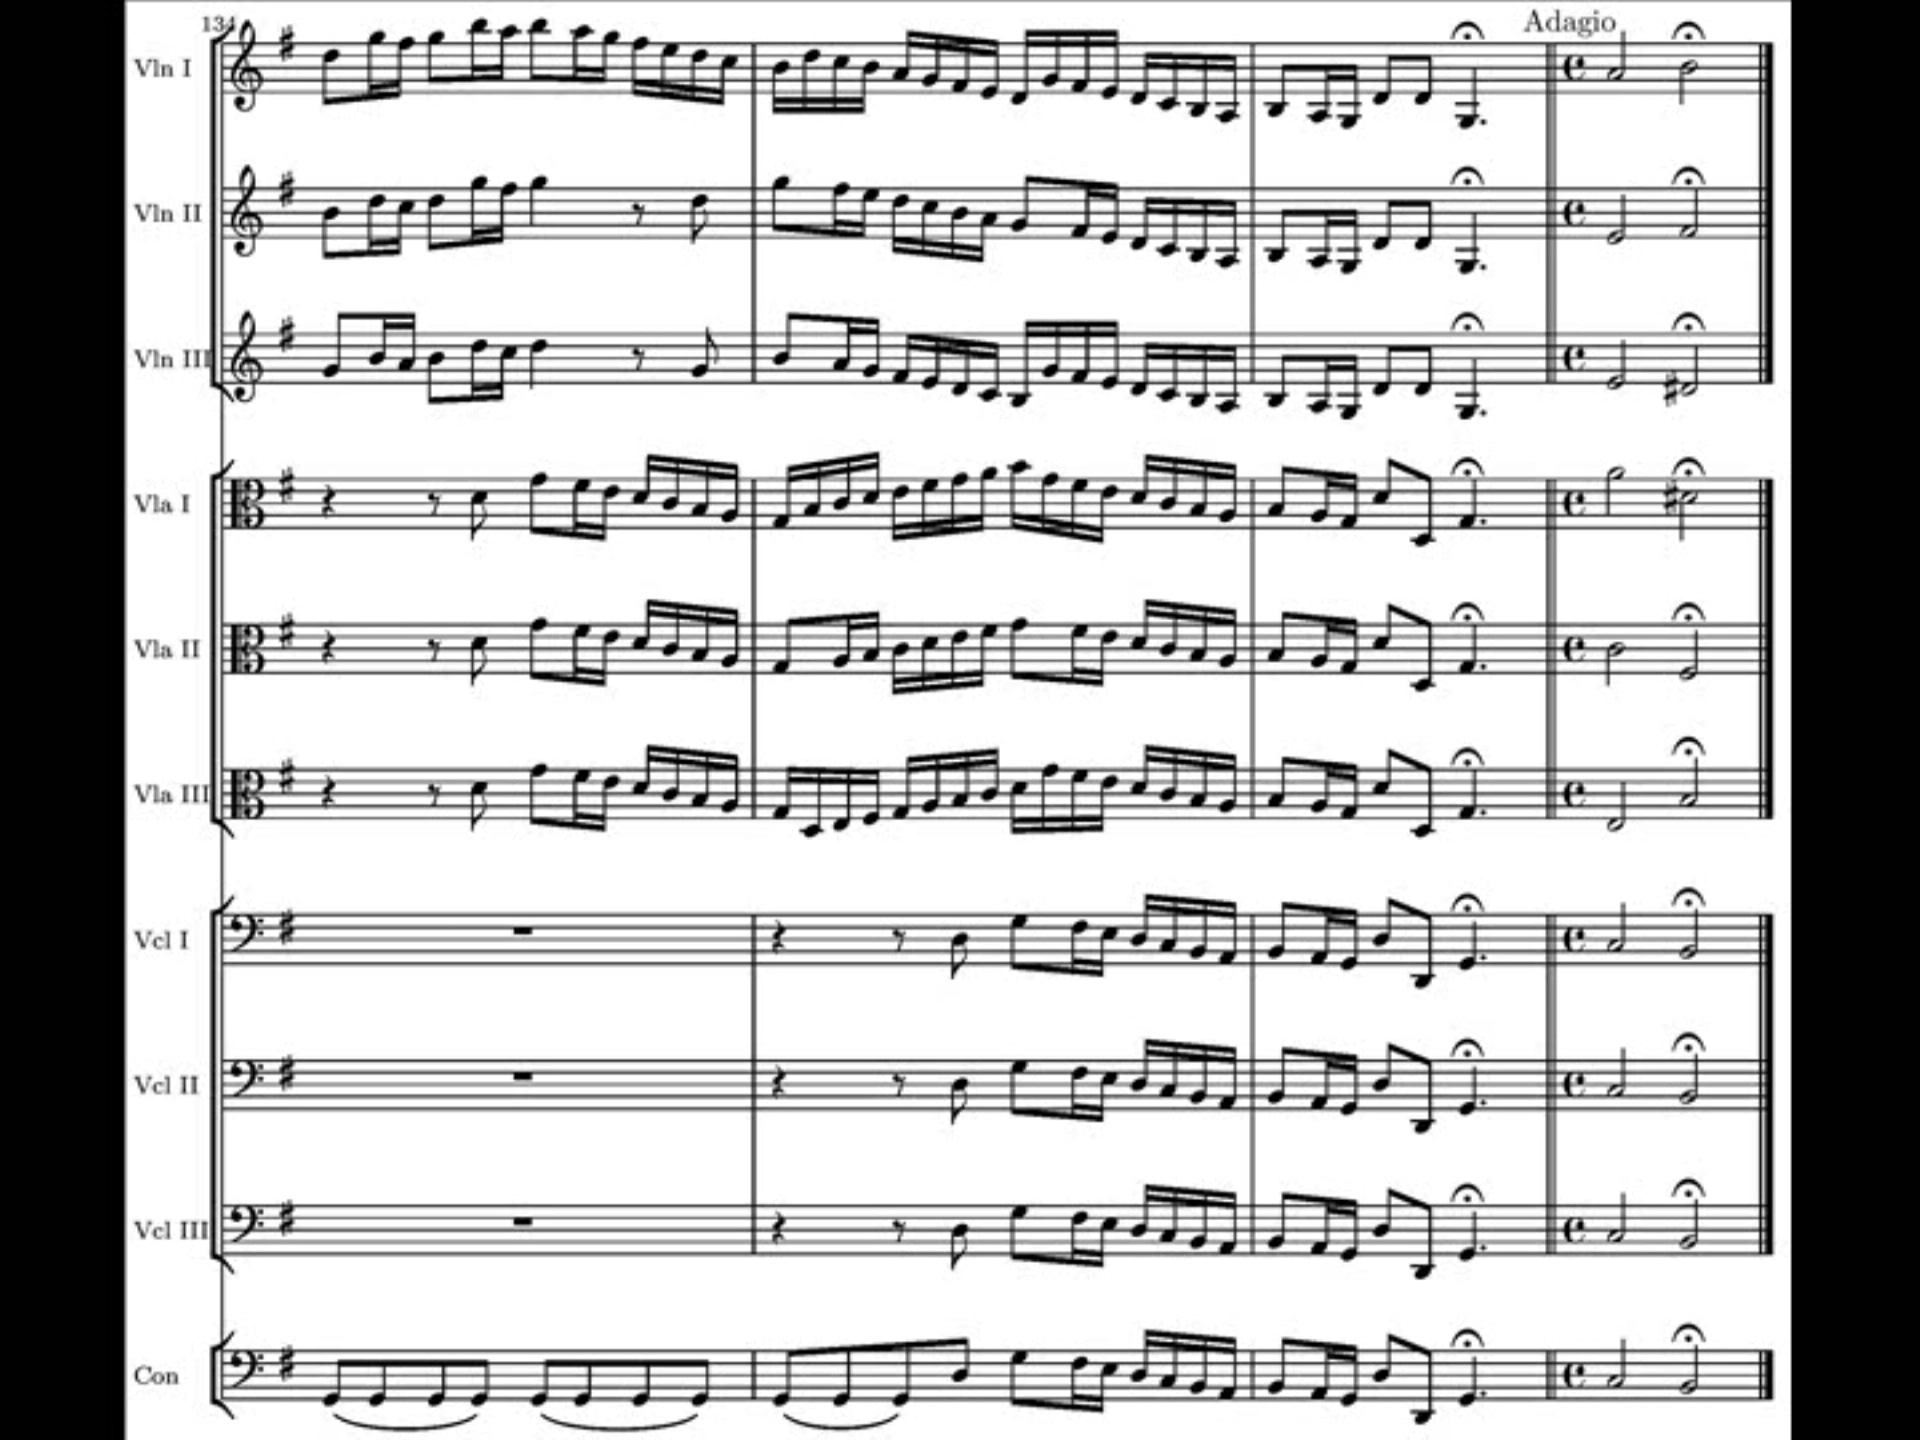 134
Adagio
Vln I
Vln II
Vln III
Vla I
Vla II
Vla III
Vcl I
Vcl II
Vcl III
Con